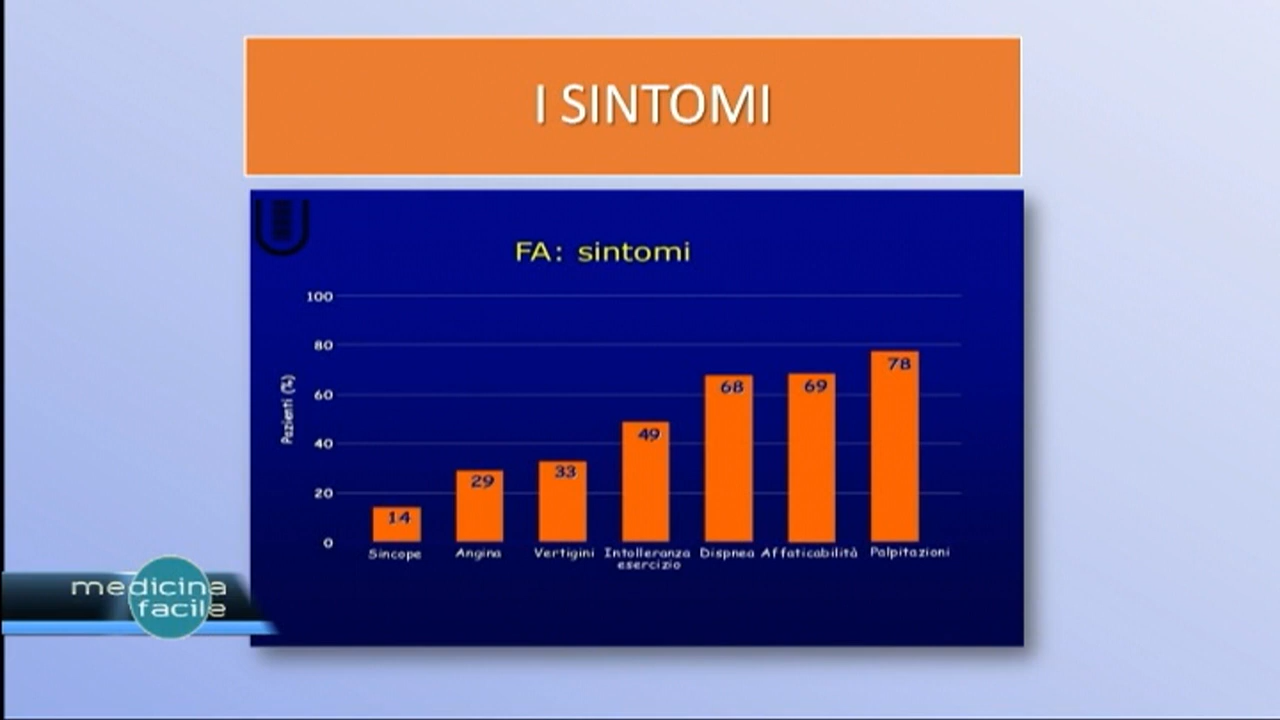 I SINTOMI
FA: sintomi
100
80
60
40
20
0
Pazienti (%)
14
29
33
49
68
69
78
Sincope
Angina
Vertigini
Intolleranza
esercizio
Dispnea
Affaticabilità
Palpitazioni
medicina
facile